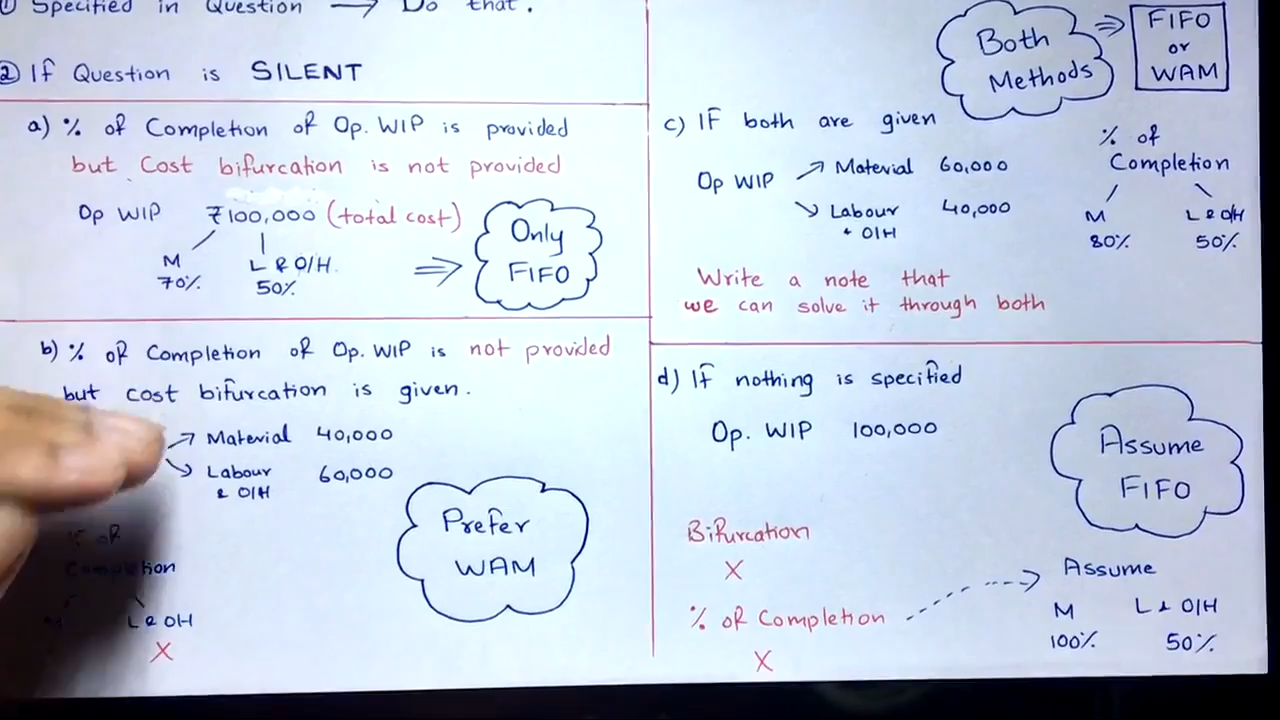 ① Specified in Question → Do that.
② If Question is SILENT
a) % of Completion of Op. WIP is provided
but Cost bifurcation is not provided
Op WIP ₹100,000 (total cost)
M L & O/H.
70% 50%
⇒ Only
FIFO
b) % of Completion of Op. WIP is not provided
but cost bifurcation is given.
Material 40,000
Labour 60,000
& O/H
% of
Completion
L & O/H
X
Prefer
WAM
Both
Methods
⇒ FIFO
or
WAM
c) If both are given
Op WIP
Material 60,000
Labour 40,000
+ O/H
% of
Completion
M L & O/H
80% 50%
Write a note that
we can solve it through both
d) If nothing is specified
Op. WIP 100,000
Assume
FIFO
Bifurcation
X
% of Completion
X
Assume
M L & O/H
100% 50%